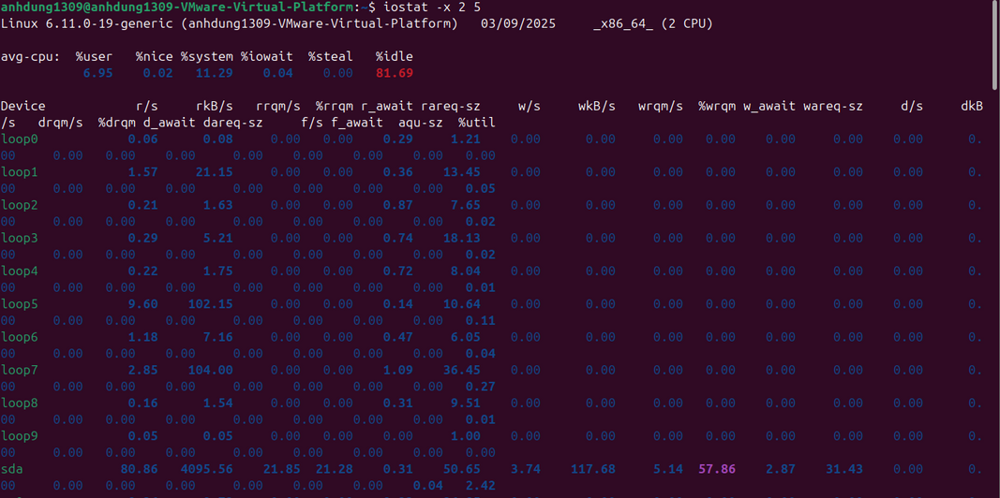 anhdung1309@anhdung1309-VMware-Virtual-Platform:~$ iostat -x 2 5
Linux 6.11.0-19-generic (anhdung1309-VMware-Virtual-Platform) 03/09/2025 _x86_64_ (2 CPU)
avg-cpu: %user %nice %system %iowait %steal %idle
6.95 0.02 11.29 0.04 0.00 81.69
Device r/s rkB/s rrqm/s %rrqm r_await rareq-sz w/s wkB/s wrqm/s %wrqm w_await wareq-sz d/s dkB
/s drqm/s %drqm d_await dareq-sz f/s f_await aqu-sz %util
loop0 0.06 0.08 0.00 0.00 0.29 1.21 0.00 0.00 0.00 0.00 0.00 0.00 0.00 0.
00 0.00 0.00 0.00 0.00 0.00 0.00 0.00 0.00
loop1 1.57 21.15 0.00 0.00 0.36 13.45 0.00 0.00 0.00 0.00 0.00 0.00 0.00 0.
00 0.00 0.00 0.00 0.00 0.00 0.00 0.00 0.05
loop2 0.21 1.63 0.00 0.00 0.87 7.65 0.00 0.00 0.00 0.00 0.00 0.00 0.00 0.
00 0.00 0.00 0.00 0.00 0.00 0.00 0.00 0.02
loop3 0.29 5.21 0.00 0.00 0.74 18.13 0.00 0.00 0.00 0.00 0.00 0.00 0.00 0.
00 0.00 0.00 0.00 0.00 0.00 0.00 0.00 0.02
loop4 0.22 1.75 0.00 0.00 0.72 8.04 0.00 0.00 0.00 0.00 0.00 0.00 0.00 0.
00 0.00 0.00 0.00 0.00 0.00 0.00 0.00 0.01
loop5 9.60 102.15 0.00 0.00 0.14 10.64 0.00 0.00 0.00 0.00 0.00 0.00 0.00 0.
00 0.00 0.00 0.00 0.00 0.00 0.00 0.00 0.11
loop6 1.18 7.16 0.00 0.00 0.47 6.05 0.00 0.00 0.00 0.00 0.00 0.00 0.00 0.
00 0.00 0.00 0.00 0.00 0.00 0.00 0.00 0.04
loop7 2.85 104.00 0.00 0.00 1.09 36.45 0.00 0.00 0.00 0.00 0.00 0.00 0.00 0.
00 0.00 0.00 0.00 0.00 0.00 0.00 0.00 0.27
loop8 0.16 1.54 0.00 0.00 0.31 9.51 0.00 0.00 0.00 0.00 0.00 0.00 0.00 0.
00 0.00 0.00 0.00 0.00 0.00 0.00 0.00 0.01
loop9 0.05 0.05 0.00 0.00 0.00 1.00 0.00 0.00 0.00 0.00 0.00 0.00 0.00 0.
00 0.00 0.00 0.00 0.00 0.00 0.00 0.00 0.00
sda 80.86 4095.56 21.85 21.28 0.31 50.65 3.74 117.68 5.14 57.86 2.87 31.43 0.00 0.
00 0.00 0.00 0.00 0.00 0.00 0.00 0.04 2.42